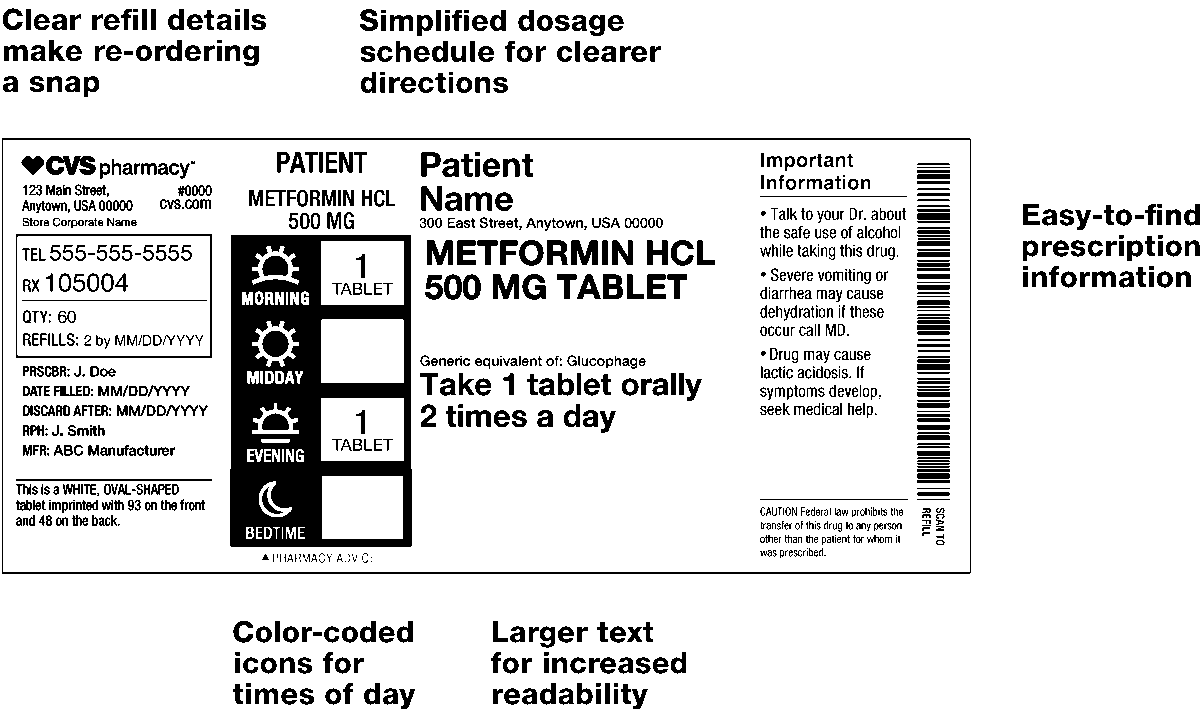 Clear refill details
make re-ordering
a snap
Simplified dosage
schedule for clearer
directions
CVS pharmacy™
123 Main Street, #0000
Anytown, USA 00000 cvs.com
Store Corporate Name
TEL 555-555-5555
RX 105004
QTY: 60
REFILLS: 2 by MM/DD/YYYY
PRSCBR: J. Doe
DATE FILLED: MM/DD/YYYY
DISCARD AFTER: MM/DD/YYYY
RPH: J. Smith
MFR: ABC Manufacturer
This is a WHITE, OVAL-SHAPED
tablet imprinted with 93 on the front
and 48 on the back.
PATIENT
METFORMIN HCL
500 MG
MORNING
1
TABLET
MIDDAY
EVENING
1
TABLET
BEDTIME
▲ PHARMACY
Patient
Name
300 East Street, Anytown, USA 00000
METFORMIN HCL
500 MG TABLET
Generic equivalent of: Glucophage
Take 1 tablet orally
2 times a day
Important
Information
• Talk to your Dr. about
the safe use of alcohol
while taking this drug.
• Severe vomiting or
diarrhea may cause
dehydration if these
occur call MD.
• Drug may cause
lactic acidosis. If
symptoms develop,
seek medical help.
CAUTION Federal law prohibits the
transfer of this drug to any person
other than the patient for whom it
was prescribed.
SCAN TO
REFILL
Easy-to-find
prescription
information
Color-coded
icons for
times of day
Larger text
for increased
readability